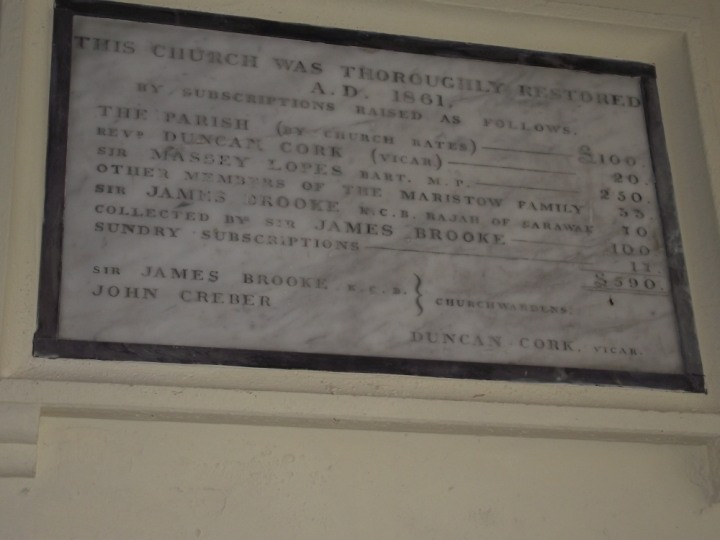 THIS CHURCH WAS THOROUGHLY RESTORED
A.D. 1861.
BY SUBSCRIPTIONS RAISED AS FOLLOWS.
THE PARISH (BY CHURCH RATES) £100.
REVD DUNCAN CORK (VICAR.) 20.
SIR MASSEY LOPES BART. M.P. 250.
OTHER MEMBERS OF THE MARISTOW FAMILY 35.
SIR JAMES BROOKE K.C.B. RAJAH OF SARAWAK 70
COLLECTED BY SIR JAMES BROOKE 100
SUNDRY SUBSCRIPTIONS 15
£590.
SIR JAMES BROOKE K.C.B. } CHURCHWARDENS.
JOHN CREBER
DUNCAN CORK. VICAR.